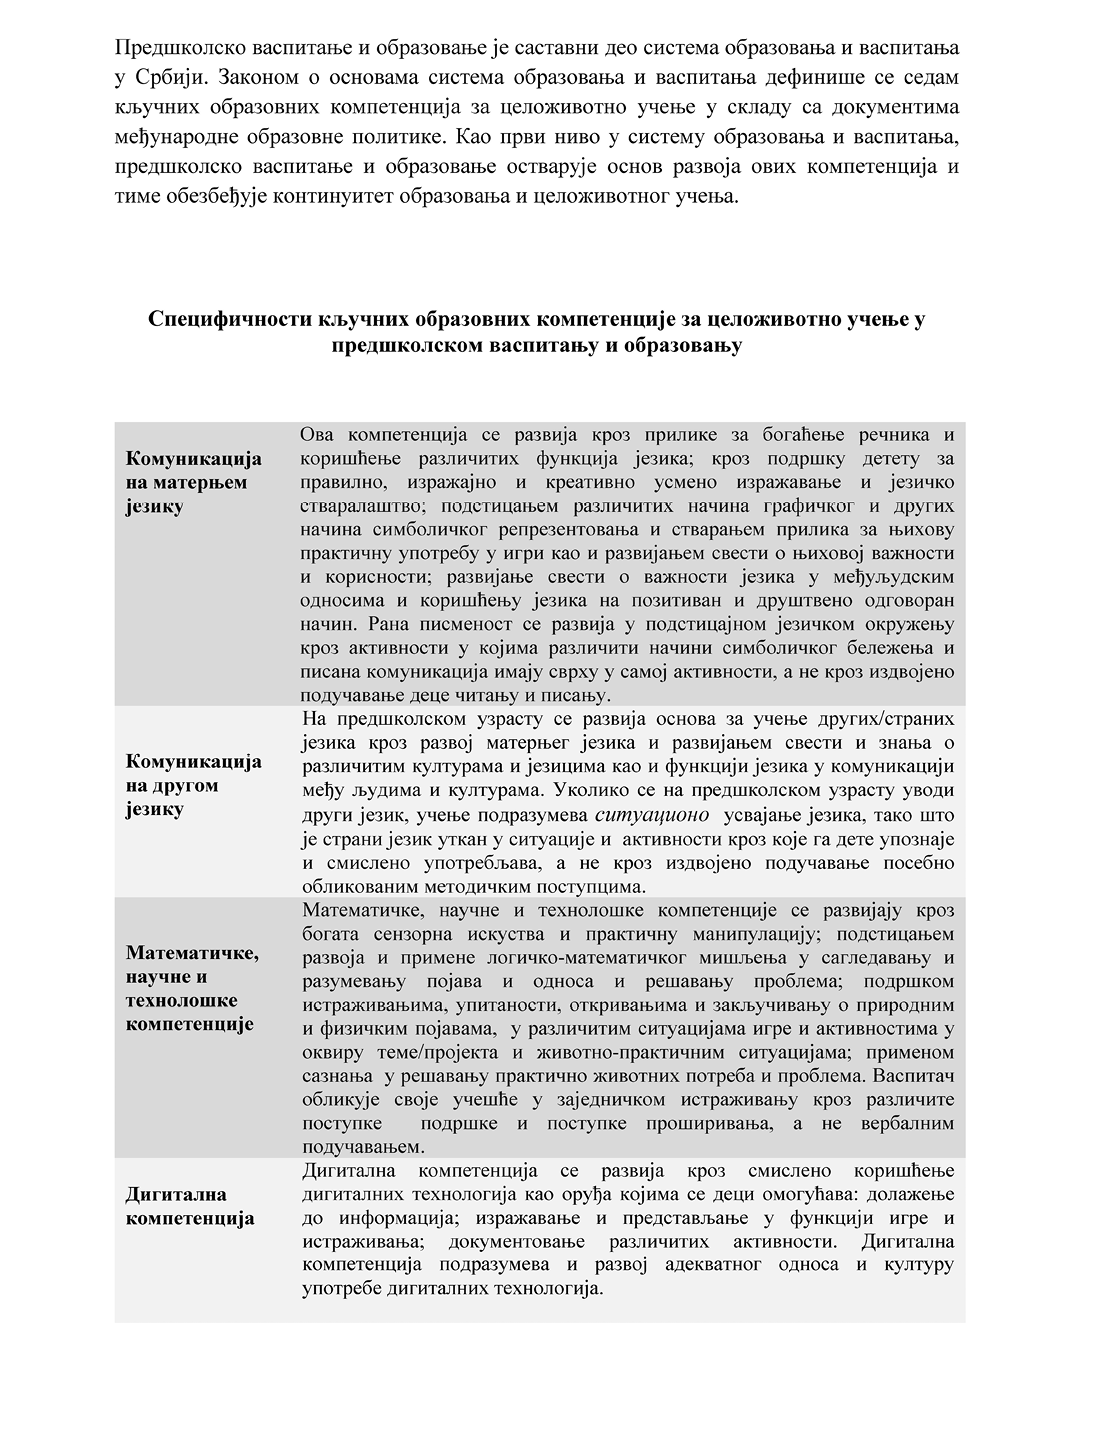 Предшколско васпитање и образовање је саставни део система образовања и васпитања
у Србији. Законом о основама система образовања и васпитања дефинише се седам
кључних образовних компетенција за целоживотно учење у складу са документима
међународне образовне политике. Као први ниво у систему образовања и васпитања,
предшколско васпитање и образовање остварује основ развоја ових компетенција и
тиме обезбеђује континуитет образовања и целоживотног учења.
Специфичности кључних образовних компетенције за целоживотно учење у
предшколском васпитању и образовању
Комуникација
на матерњем
језику
Ова компетенција се развија кроз прилике за богаћење речника и
коришћење различитих функција језика; кроз подршку детету за
правилно, изражајно и креативно усмено изражавање и језичко
стваралаштво; подстицањем различитих начина графичког и других
начина симболичког репрезентовања и стварањем прилика за њихову
практичну употребу у игри као и развијањем свести о њиховој важности
и корисности; развијање свести о важности језика у међуљудским
односима и коришћењу језика на позитиван и друштвено одговоран
начин. Рана писменост се развија у подстицајном језичком окружењу
кроз активности у којима различити начини симболичког бележења и
писана комуникација имају сврху у самој активности, а не кроз издвојено
подучавање деце читању и писању.
Комуникација
на другом
језику
На предшколском узрасту се развија основа за учење других/страних
језика кроз развој матерњег језика и развијањем свести и знања о
различитим културама и језицима као и функцији језика у комуникацији
међу људима и културама. Уколико се на предшколском узрасту уводи
други језик, учење подразумева ситуационо усвајање језика, тако што
је страни језик уткан у ситуације и активности кроз које га дете упознаје
и смислено употребљава, а не кроз издвојено подучавање посебно
обликованим методичким поступцима.
Математичке,
научне и
технолошке
компетенције
Математичке, научне и технолошке компетенције се развијају кроз
богата сензорна искуства и практичну манипулацију; подстицањем
развоја и примене логичко-математичког мишљења у сагледавању и
разумевању појава и односа и решавању проблема; подршком
истраживањима, упитаности, откривањима и закључивању о природним
и физичким појавама, у различитим ситуацијама игре и активностима у
оквиру теме/пројекта и животно-практичним ситуацијама; применом
сазнања у решавању практично животних потреба и проблема. Васпитач
обликује своје учешће у заједничком истраживању кроз различите
поступке подршке и поступке проширивања, а не вербалним
подучавањем.
Дигитална
компетенција
Дигитална компетенција се развија кроз смислено коришћење
дигиталних технологија као оруђа којима се деци омогућава: долажење
до информација; изражавање и представљање у функцији игре и
истраживања; документовање различитих активности. Дигитална
компетенција подразумева и развој адекватног односа и културу
употребе дигиталних технологија.